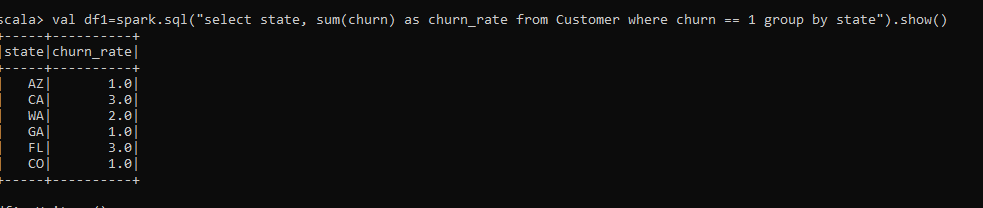 scala> val df1=spark.sql("select state, sum(churn) as churn_rate from Customer where churn == 1 group by state").show()
+-----+----------+
|state|churn_rate|
+-----+----------+
|   AZ|       1.0|
|   CA|       3.0|
|   WA|       2.0|
|   GA|       1.0|
|   FL|       3.0|
|   CO|       1.0|
+-----+----------+